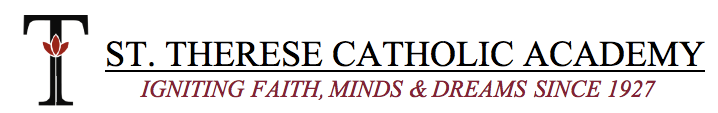 T
ST. THERESE CATHOLIC ACADEMY
IGNITING FAITH, MINDS & DREAMS SINCE 1927